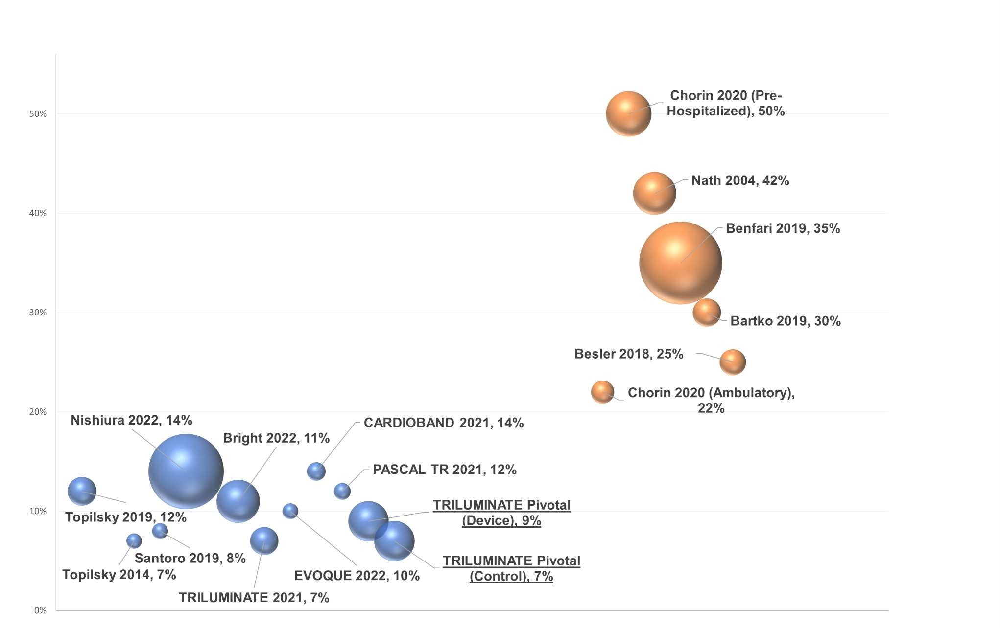 Chorin 2020 (Pre-
Hospitalized), 50%
50%
Nath 2004, 42%
40%
Benfari 2019, 35%
30%
Bartko 2019, 30%
Besler 2018, 25%
Chorin 2020 (Ambulatory),
22%
20%
Nishiura 2022, 14%
CARDIOBAND 2021, 14%
Bright 2022, 11%
PASCAL TR 2021, 12%
TRILUMINATE Pivotal
(Device), 9%
10%
Topilsky 2019, 12%
Santoro 2019, 8%
TRILUMINATE Pivotal
(Control), 7%
Topilsky 2014, 7%
EVOQUE 2022, 10%
TRILUMINATE 2021, 7%
0%